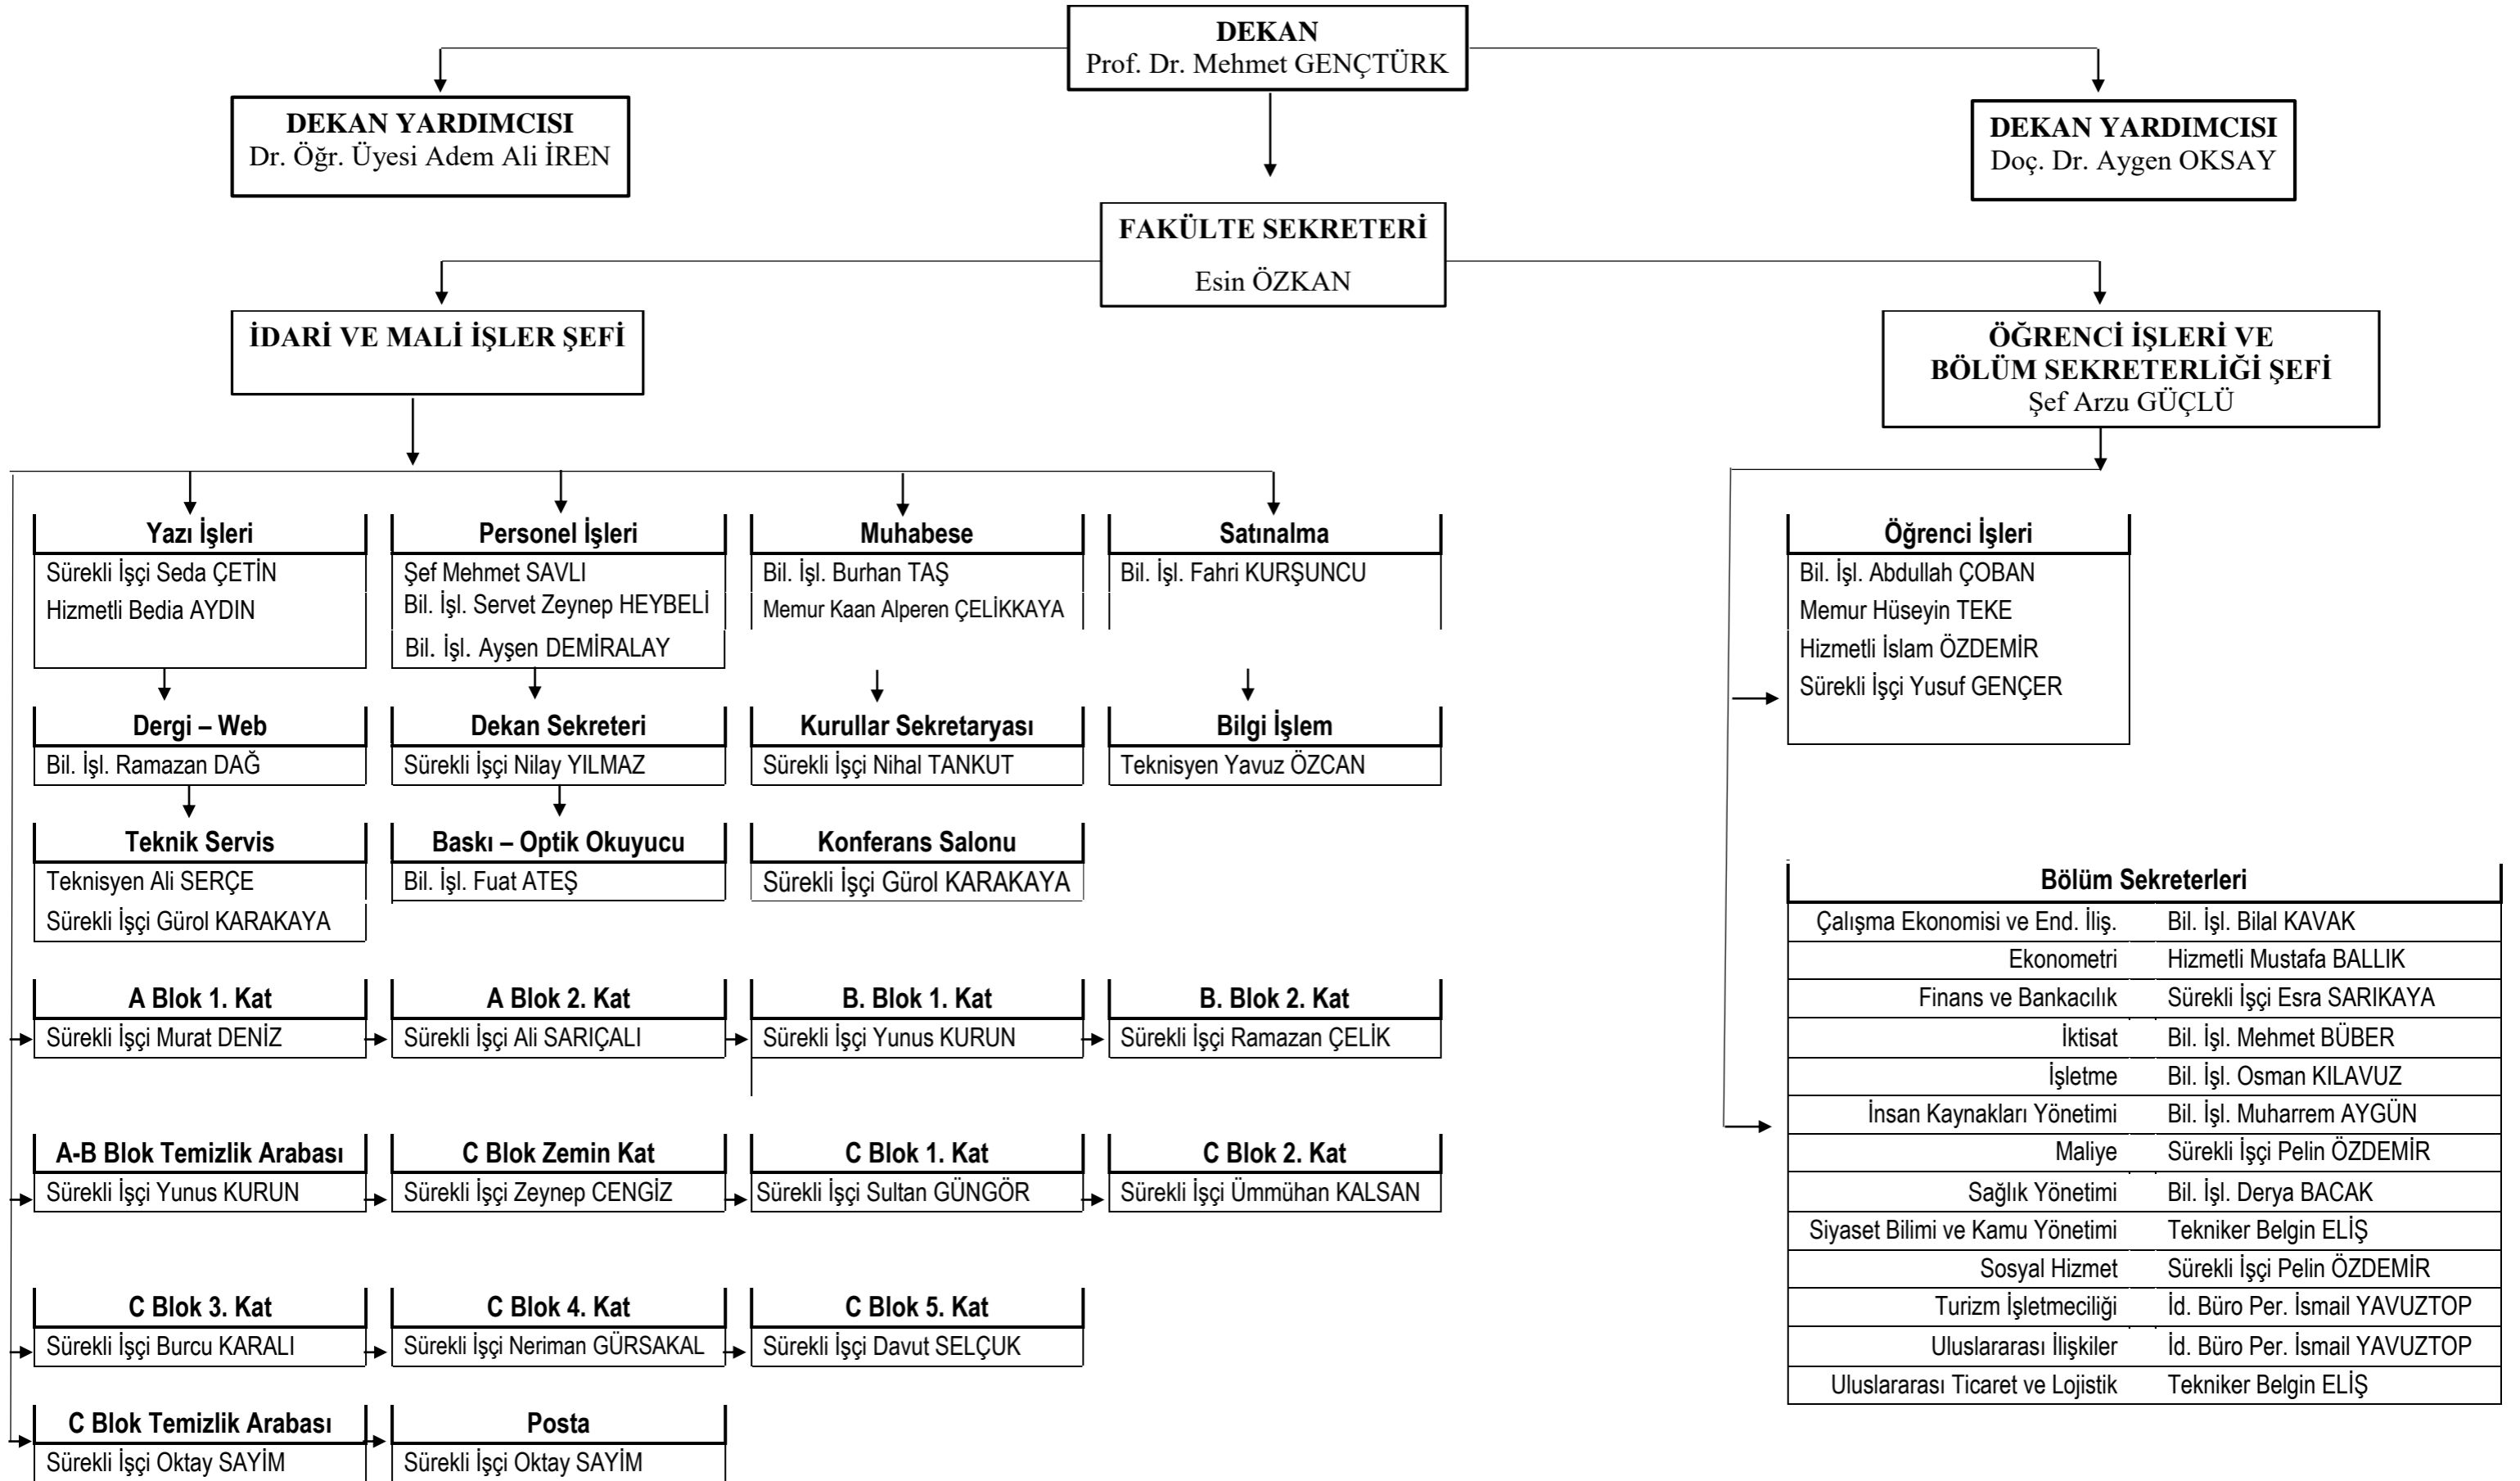 DEKAN
Prof. Dr. Mehmet GENÇTÜRK
DEKAN YARDIMCISI
Dr. Öğr. Üyesi Adem Ali İREN
DEKAN YARDIMCISI
Doç. Dr. Aygen OKSAY
FAKÜLTE SEKRETERİ
Esin ÖZKAN
İDARİ VE MALİ İŞLER ŞEFİ
ÖĞRENCİ İŞLERİ VE
BÖLÜM SEKRETERLİĞİ ŞEFİ
Şef Arzu GÜÇLÜ
Yazı İşleri
Sürekli İşçi Seda ÇETİN
Hizmetli Bedia AYDIN
Personel İşleri
Şef Mehmet SAVLI
Bil. İşl. Servet Zeynep HEYBELİ
Bil. İşl. Ayşen DEMİRALAY
Muhabese
Bil. İşl. Burhan TAŞ
Memur Kaan Alperen ÇELİKKAYA
Satınalma
Bil. İşl. Fahri KURŞUNCU
Dergi – Web
Bil. İşl. Ramazan DAĞ
Dekan Sekreteri
Sürekli İşçi Nilay YILMAZ
Kurullar Sekretaryası
Sürekli İşçi Nihal TANKUT
Bilgi İşlem
Teknisyen Yavuz ÖZCAN
Teknik Servis
Teknisyen Ali SERÇE
Sürekli İşçi Gürol KARAKAYA
Baskı – Optik Okuyucu
Bil. İşl. Fuat ATEŞ
Konferans Salonu
Sürekli İşçi Gürol KARAKAYA
A Blok 1. Kat
Sürekli İşçi Murat DENİZ
A Blok 2. Kat
Sürekli İşçi Ali SARIÇALI
B. Blok 1. Kat
Sürekli İşçi Yunus KURUN
B. Blok 2. Kat
Sürekli İşçi Ramazan ÇELİK
A-B Blok Temizlik Arabası
Sürekli İşçi Yunus KURUN
C Blok Zemin Kat
Sürekli İşçi Zeynep CENGİZ
C Blok 1. Kat
Sürekli İşçi Sultan GÜNGÖR
C Blok 2. Kat
Sürekli İşçi Ümmühan KALSAN
C Blok 3. Kat
Sürekli İşçi Burcu KARALI
C Blok 4. Kat
Sürekli İşçi Neriman GÜRSAKAL
C Blok 5. Kat
Sürekli İşçi Davut SELÇUK
C Blok Temizlik Arabası
Sürekli İşçi Oktay SAYİM
Posta
Sürekli İşçi Oktay SAYİM
Öğrenci İşleri
Bil. İşl. Abdullah ÇOBAN
Memur Hüseyin TEKE
Hizmetli İslam ÖZDEMİR
Sürekli İşçi Yusuf GENÇER
Bölüm Sekreterleri
Çalışma Ekonomisi ve End. İliş. Bil. İşl. Bilal KAVAK
Ekonometri Hizmetli Mustafa BALLIK
Finans ve Bankacılık Sürekli İşçi Esra SARIKAYA
İktisat Bil. İşl. Mehmet BÜBER
İşletme Bil. İşl. Osman KILAVUZ
İnsan Kaynakları Yönetimi Bil. İşl. Muharrem AYGÜN
Maliye Sürekli İşçi Pelin ÖZDEMİR
Sağlık Yönetimi Bil. İşl. Derya BACAK
Siyaset Bilimi ve Kamu Yönetimi Tekniker Belgin ELİŞ
Sosyal Hizmet Sürekli İşçi Pelin ÖZDEMİR
Turizm İşletmeciliği İd. Büro Per. İsmail YAVUZTOP
Uluslararası İlişkiler İd. Büro Per. İsmail YAVUZTOP
Uluslararası Ticaret ve Lojistik Tekniker Belgin ELİŞ